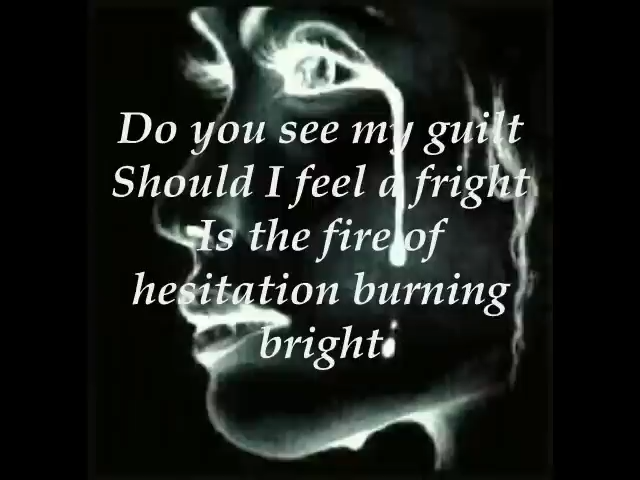 Do you see my guilt
Should I feel a fright
Is the fire of
hesitation burning
bright